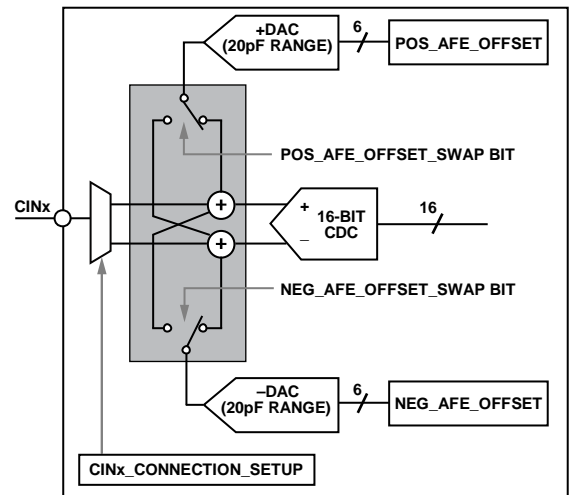 +DAC
(20pF RANGE)
6
POS_AFE_OFFSET
POS_AFE_OFFSET_SWAP BIT
CINx
+
+
16-BIT
CDC
16
+
–
NEG_AFE_OFFSET_SWAP BIT
–DAC
(20pF RANGE)
6
NEG_AFE_OFFSET
CINx_CONNECTION_SETUP